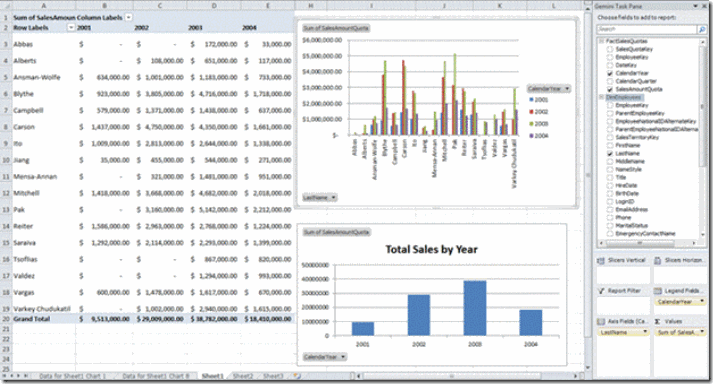 A B C D E F G H I J K L
1 Sum of SalesAmoun Column Labels
2 Row Labels 2001 2002 2003 2004
3 Abbas $ - $ - $ 172,000.00 $ 33,000.00
4 Alberts $ - $ 108,000.00 $ 651,000.00 $ 117,000.00
5 Ansman-Wolfe $ 634,000.00 $ 1,001,000.00 $ 1,183,000.00 $ 733,000.00
6 Blythe $ 923,000.00 $ 3,805,000.00 $ 4,716,000.00 $ 1,718,000.00
7 Campbell $ 579,000.00 $ 1,371,000.00 $ 1,438,000.00 $ 637,000.00
8 Carson $ 1,437,000.00 $ 4,750,000.00 $ 4,350,000.00 $ 1,661,000.00
9 Ito $ 1,009,000.00 $ 2,813,000.00 $ 2,644,000.00 $ 1,338,000.00
10 Jiang $ 35,000.00 $ 455,000.00 $ 544,000.00 $ 271,000.00
11 Mensa-Annan $ - $ 321,000.00 $ 1,481,000.00 $ 951,000.00
12 Mitchell $ 1,418,000.00 $ 3,668,000.00 $ 4,682,000.00 $ 2,018,000.00
13 Pak $ - $ 3,160,000.00 $ 5,142,000.00 $ 2,212,000.00
14 Reiter $ 1,586,000.00 $ 2,963,000.00 $ 2,768,000.00 $ 1,224,000.00
15 Saraiva $ 1,292,000.00 $ 2,114,000.00 $ 2,293,000.00 $ 1,399,000.00
16 Tsoflias $ - $ - $ 867,000.00 $ 820,000.00
17 Valdez $ - $ - $ 1,294,000.00 $ 993,000.00
18 Vargas $ 600,000.00 $ 1,478,000.00 $ 1,617,000.00 $ 670,000.00
19 Varkey Chudukatil $ - $ 1,002,000.00 $ 2,940,000.00 $ 1,615,000.00
20 Grand Total $ 9,513,000.00 $ 29,009,000.00 $ 38,782,000.00 $ 18,410,000.00
21
22
23
24
25
Data for Sheet1 Chart 1 Data for Sheet1 Chart 8 Sheet1 Sheet2 Sheet3
Sum of SalesAmountQuota
$6,000,000.00
$5,000,000.00
$4,000,000.00
$3,000,000.00
$2,000,000.00
$1,000,000.00
$-
Abbas Alberts Ansman-Wolfe Blythe Campbell Carson Ito Jiang Mensa-Annan Mitchell Pak Reiter Saraiva Tsoflias Valdez Vargas Varkey Chudukatil
CalendarYear
2001
2002
2003
2004
LastName
Sum of SalesAmountQuota
Total Sales by Year
50000000
40000000
30000000
20000000
10000000
0
2001 2002 2003 2004
CalendarYear
Gemini Task Pane
Choose fields to add to report:
Search
FactSalesQuotas
SalesQuotaKey
EmployeeKey
DateKey
CalendarYear
CalendarQuarter
SalesAmountQuota
DimEmployees
EmployeeKey
ParentEmployeeKey
EmployeeNationalIDAlternateKey
ParentEmployeeNationalIDAltern
SalesTerritoryKey
FirstName
LastName
MiddleName
NameStyle
Title
HireDate
BirthDate
LoginID
EmailAddress
Phone
MaritalStatus
EmergencyContactName
Slicers Vertical Slicers Horizon...
Report Filter Legend Fields...
CalendarYear
Axis Fields (Ca... Σ Values
LastName Sum of SalesA...